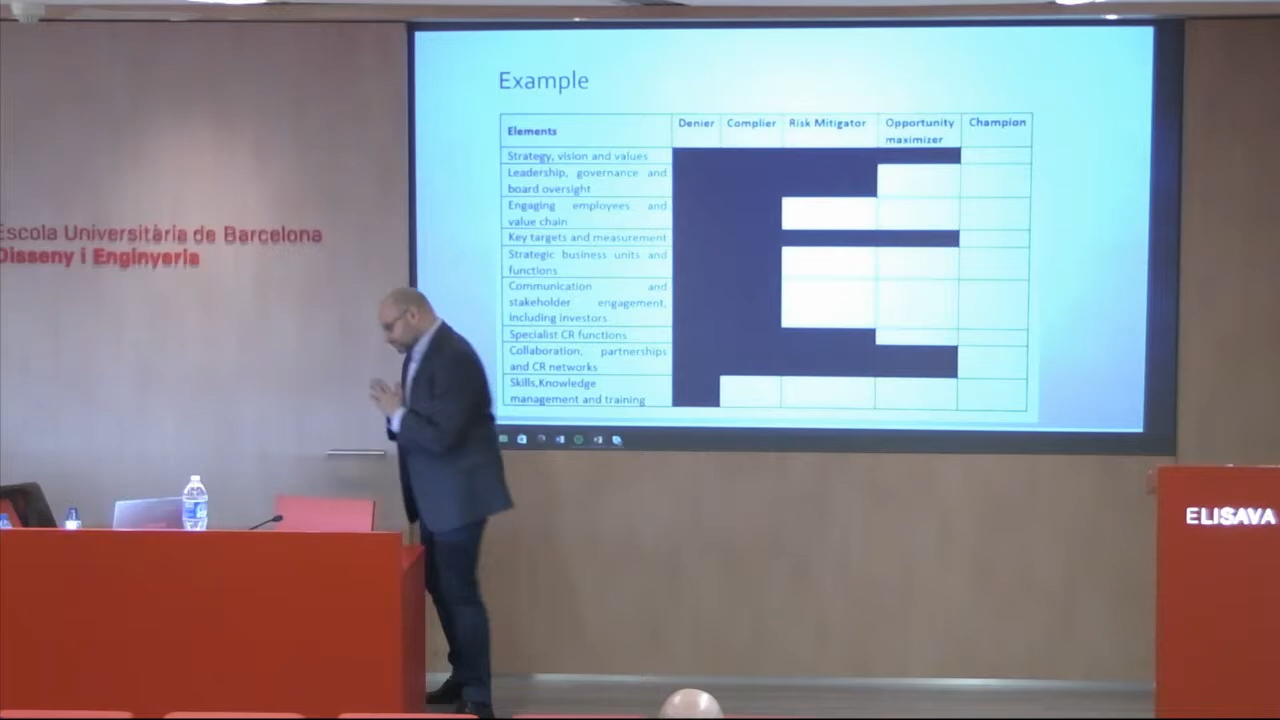 Example
Elements
Denier
Complier
Risk Mitigator
Opportunity
maximizer
Champion
Strategy, vision and values
Leadership, governance and
board oversight
Engaging employees and
value chain
Key targets and measurement
Strategic business units and
functions
Communication and
stakeholder engagement,
including investors
Specialist CR functions
Collaboration, partnerships
and CR networks
Skills,Knowledge
management and training
Escola Universitària de Barcelona
Disseny i Enginyeria
ELISAVA